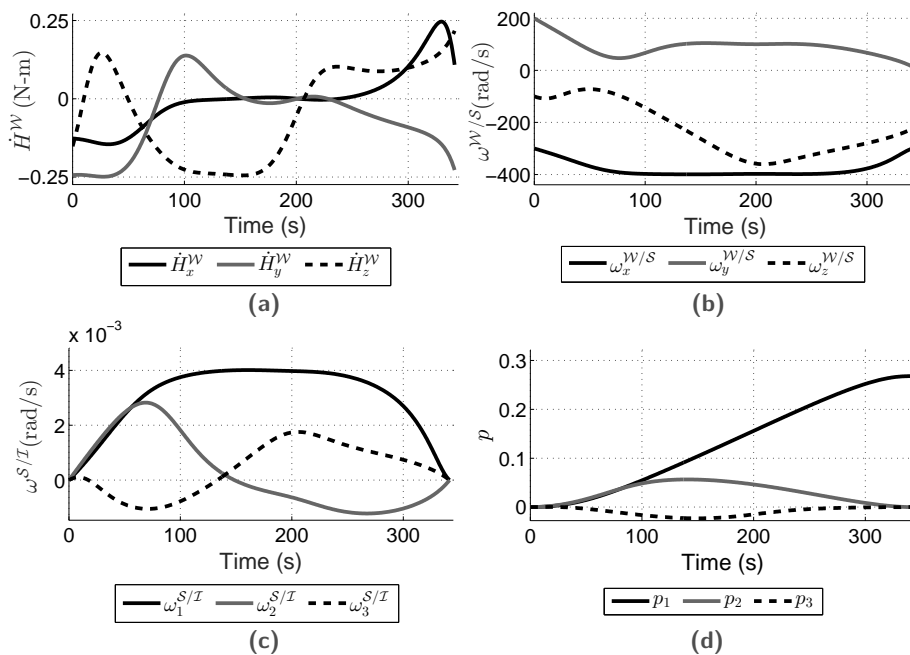 0.25
0
−0.25
Ḣ^𝒲 (N-m)
0 100 200 300
Time (s)
Ḣ_x^𝒲 Ḣ_y^𝒲 Ḣ_z^𝒲
(a)
200
0
−200
−400
ω^𝒲/𝒮(rad/s)
0 100 200 300
Time (s)
ω_x^𝒲/𝒮 ω_y^𝒲/𝒮 ω_z^𝒲/𝒮
(b)
x 10^−3
4
2
0
ω^𝒮/ℐ(rad/s)
0 100 200 300
Time (s)
ω_1^𝒮/ℐ ω_2^𝒮/ℐ ω_3^𝒮/ℐ
(c)
0.3
0.2
0.1
0
p
0 100 200 300
Time (s)
p_1 p_2 p_3
(d)